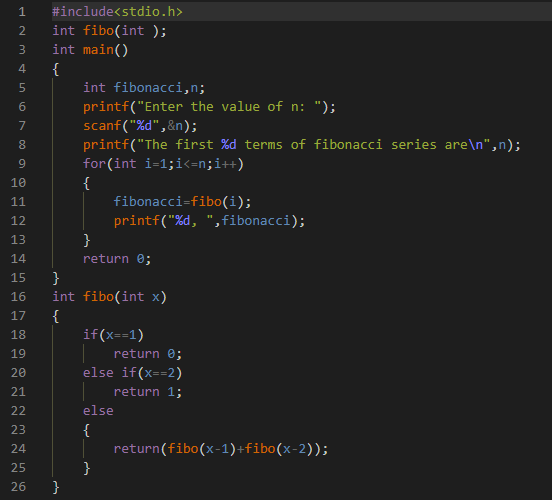 1 #include<stdio.h>
2 int fibo(int );
3 int main()
4 {
5     int fibonacci,n;
6     printf("Enter the value of n: ");
7     scanf("%d",&n);
8     printf("The first %d terms of fibonacci series are\n",n);
9     for(int i=1;i<=n;i++)
10     {
11         fibonacci=fibo(i);
12         printf("%d, ",fibonacci);
13     }
14     return 0;
15 }
16 int fibo(int x)
17 {
18     if(x==1)
19         return 0;
20     else if(x==2)
21         return 1;
22     else
23     {
24         return(fibo(x-1)+fibo(x-2));
25     }
26 }